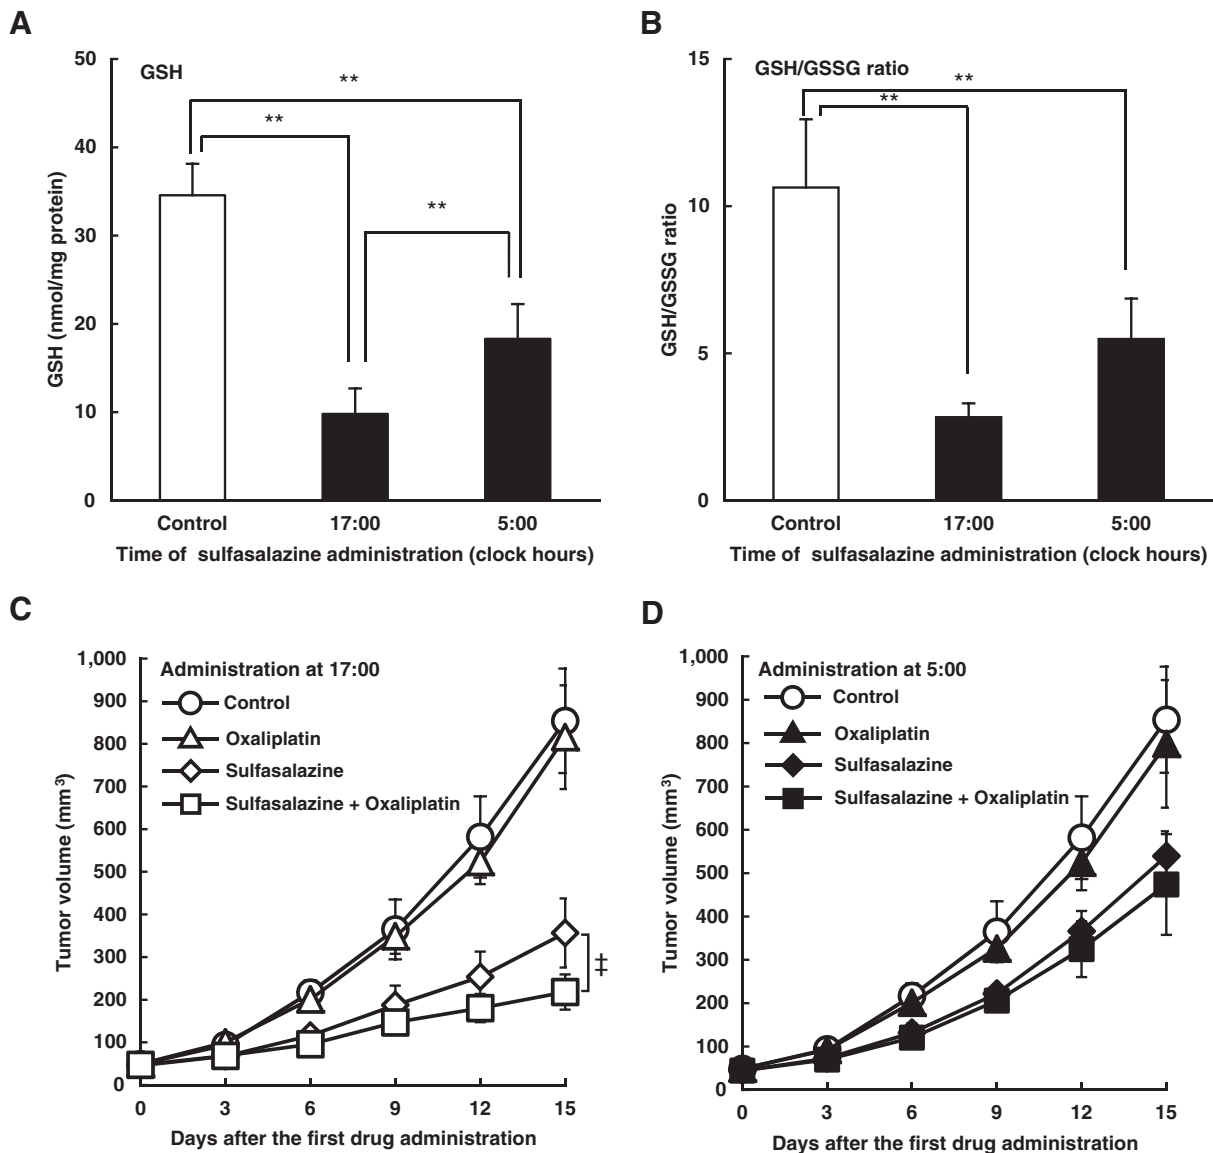 A
GSH
50
40
30
20
10
0
GSH (nmol/mg protein)
**
**
**
Control 17:00 5:00
Time of sulfasalazine administration (clock hours)
B
GSH/GSSG ratio
15
10
5
0
GSH/GSSG ratio
**
**
Control 17:00 5:00
Time of sulfasalazine administration (clock hours)
C
Administration at 17:00
Control
Oxaliplatin
Sulfasalazine
Sulfasalazine + Oxaliplatin
1,000
900
800
700
600
500
400
300
200
100
0
Tumor volume (mm³)
‡
0 3 6 9 12 15
Days after the first drug administration
D
Administration at 5:00
Control
Oxaliplatin
Sulfasalazine
Sulfasalazine + Oxaliplatin
1,000
900
800
700
600
500
400
300
200
100
0
Tumor volume (mm³)
0 3 6 9 12 15
Days after the first drug administration